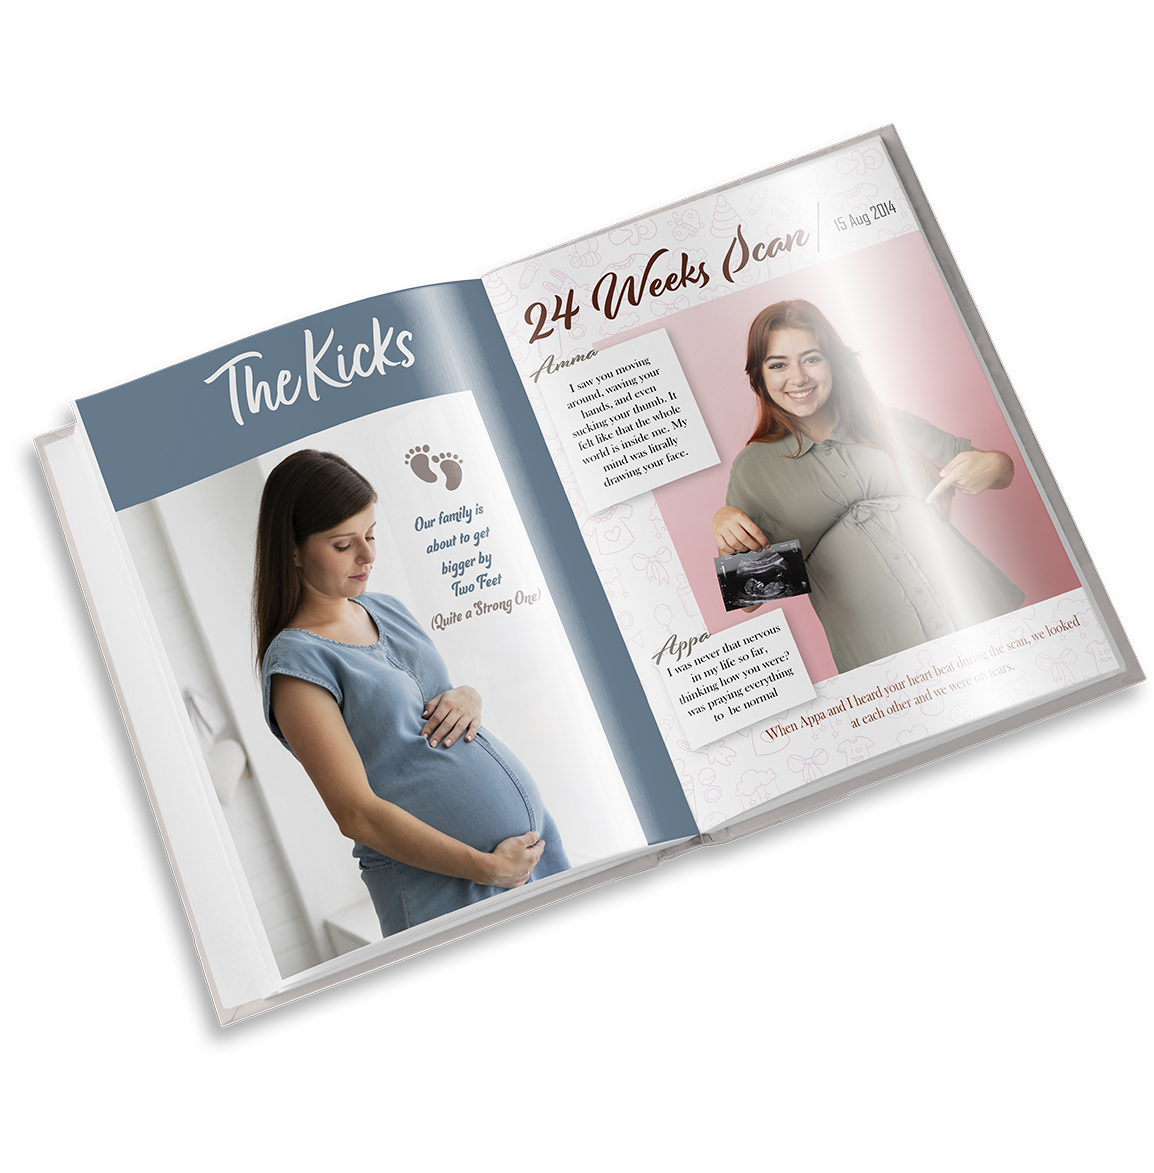 The Kicks
Our family is
about to get
bigger by
Two Feet
(Quite a Strong One)
24 Weeks Scan
15 Aug 2014
Amma
I saw you moving
around, waving your
hands, and even
sucking your thumb. It
felt like that the whole
world is inside me. My
mind was litrally
drawing your face.
Appa
I was never that nervous
in my life so far,
thinking how you were?
was praying everything
to be normal
When Appa and I heard your heart beat during the scan, we looked
at each other and we were on tears.